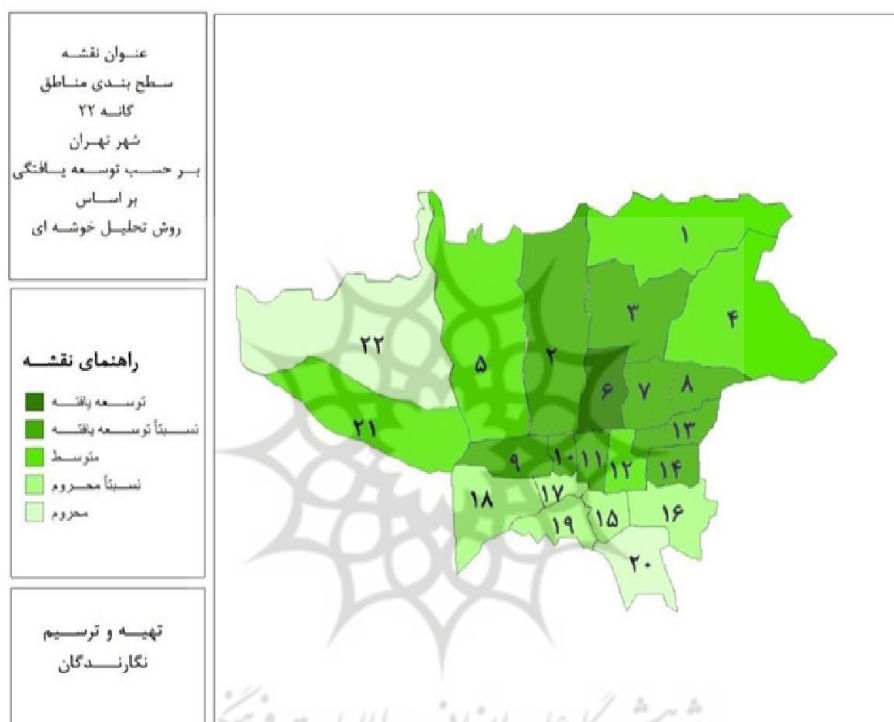 عنوان نقشه
سطح بندی مناطق
گانه ۲۲
شهر تهران
بر حسب توسعه یافتگی
بر اساس
روش تحلیل خوشه ای
راهنمای نقشه
توسعه یافته
نسبتاً توسعه یافته
متوسط
نسبتاً محروم
محروم
تهیه و ترسیم
نگارندگان
۱
۳
۴
۲۲
۵
۲
۶
۷
۸
۲۱
۱۳
۹
۱۰
۱۱
۱۲
۱۴
۱۸
۱۷
۱۹
۱۵
۱۶
۲۰